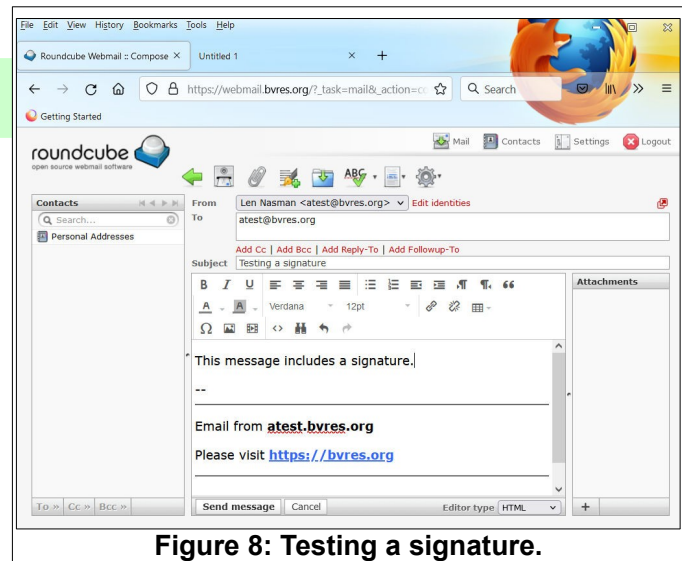 File Edit View History Bookmarks Tools Help
Roundcube Webmail :: Compose × Untitled 1 × +
https://webmail.bvres.org/?_task=mail&_action=co Search
Getting Started
roundcube
open source webmail software
Mail Contacts Settings Logout
ABC
Contacts
Search...
Personal Addresses
From Len Nasman <atest@bvres.org> Edit identities
To atest@bvres.org
Add Cc | Add Bcc | Add Reply-To | Add Followup-To
Subject Testing a signature
B I U
A A Verdana 12pt
Ω
Attachments
This message includes a signature.
--
Email from atest.bvres.org
Please visit https://bvres.org
To » Cc » Bcc »
Send message Cancel Editor type HTML +
Figure 8: Testing a signature.